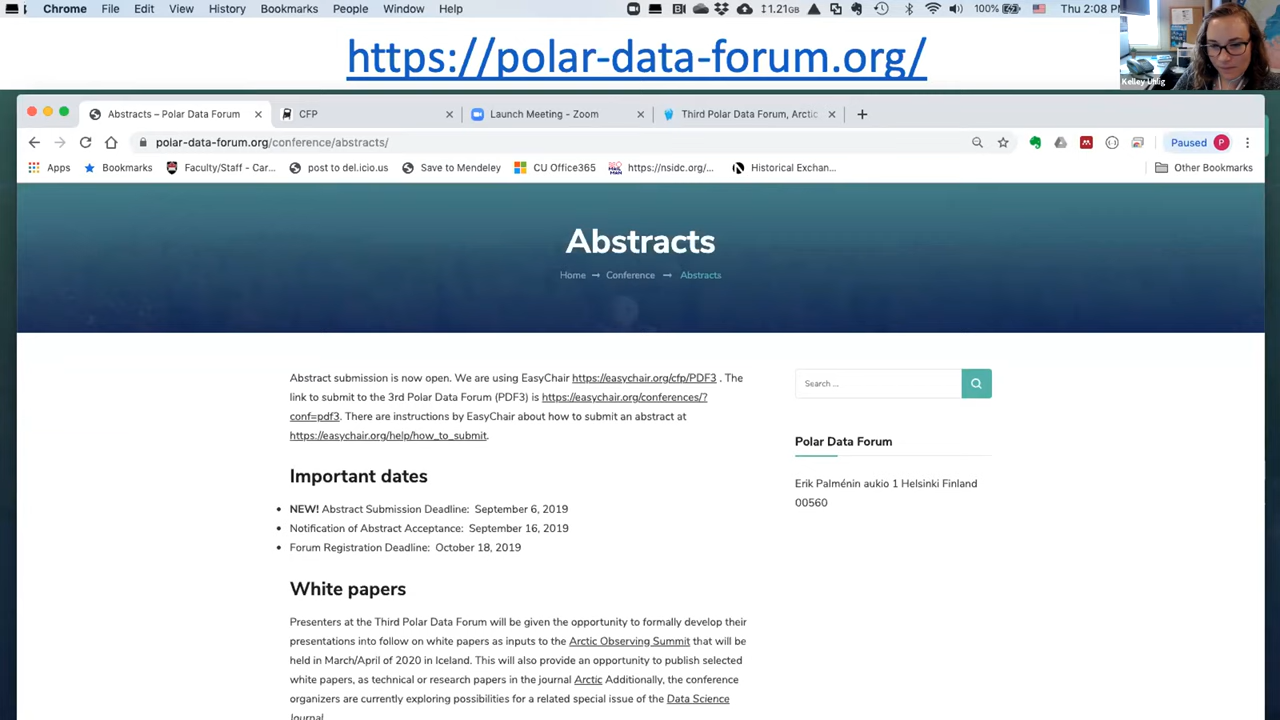 Chrome File Edit View History Bookmarks People Window Help 1.21GB 100% Thu 2:08 PM
https://polar-data-forum.org/
Kelley Uhlig
Abstracts – Polar Data Forum CFP Launch Meeting - Zoom Third Polar Data Forum, Arctic
polar-data-forum.org/conference/abstracts/ Paused P
Apps Bookmarks Faculty/Staff - Car... post to del.icio.us Save to Mendeley CU Office365 https://nsidc.org/... Historical Exchan... Other Bookmarks
Abstracts
Home → Conference → Abstracts
Abstract submission is now open. We are using EasyChair https://easychair.org/cfp/PDF3 . The
link to submit to the 3rd Polar Data Forum (PDF3) is https://easychair.org/conferences/?
conf=pdf3. There are instructions by EasyChair about how to submit an abstract at
https://easychair.org/help/how_to_submit.
Important dates
NEW! Abstract Submission Deadline: September 6, 2019
Notification of Abstract Acceptance: September 16, 2019
Forum Registration Deadline: October 18, 2019
White papers
Presenters at the Third Polar Data Forum will be given the opportunity to formally develop their
presentations into follow on white papers as inputs to the Arctic Observing Summit that will be
held in March/April of 2020 in Iceland. This will also provide an opportunity to publish selected
white papers, as technical or research papers in the journal Arctic Additionally, the conference
organizers are currently exploring possibilities for a related special issue of the Data Science
Journal.
Search ...
Polar Data Forum
Erik Palménin aukio 1 Helsinki Finland
00560